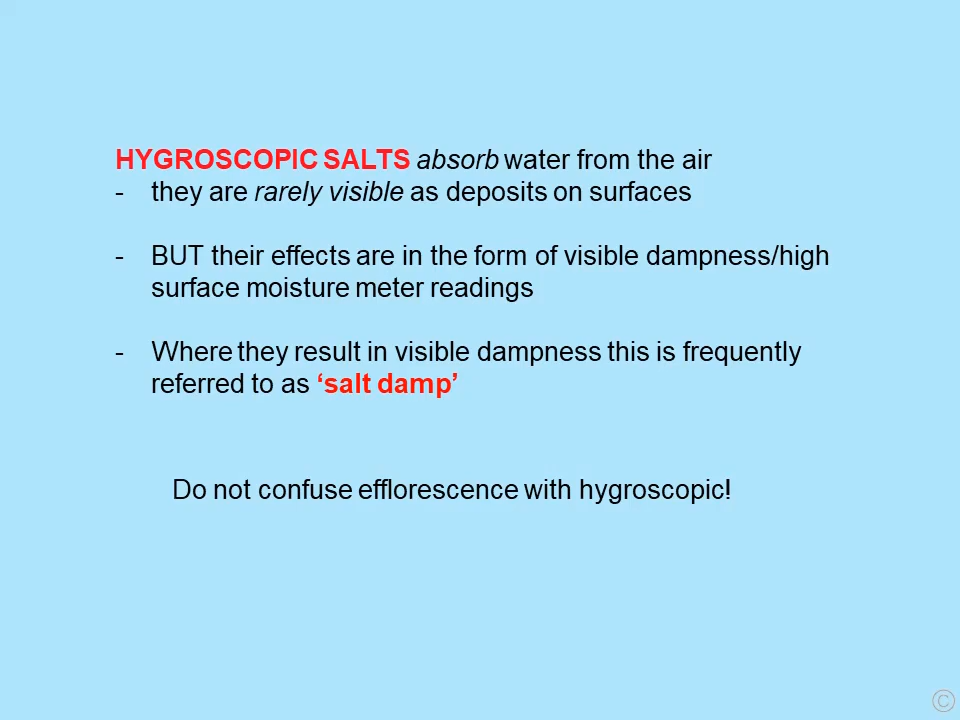 HYGROSCOPIC SALTS absorb water from the air
- they are rarely visible as deposits on surfaces
- BUT their effects are in the form of visible dampness/high
surface moisture meter readings
- Where they result in visible dampness this is frequently
referred to as ‘salt damp’
Do not confuse efflorescence with hygroscopic!
©